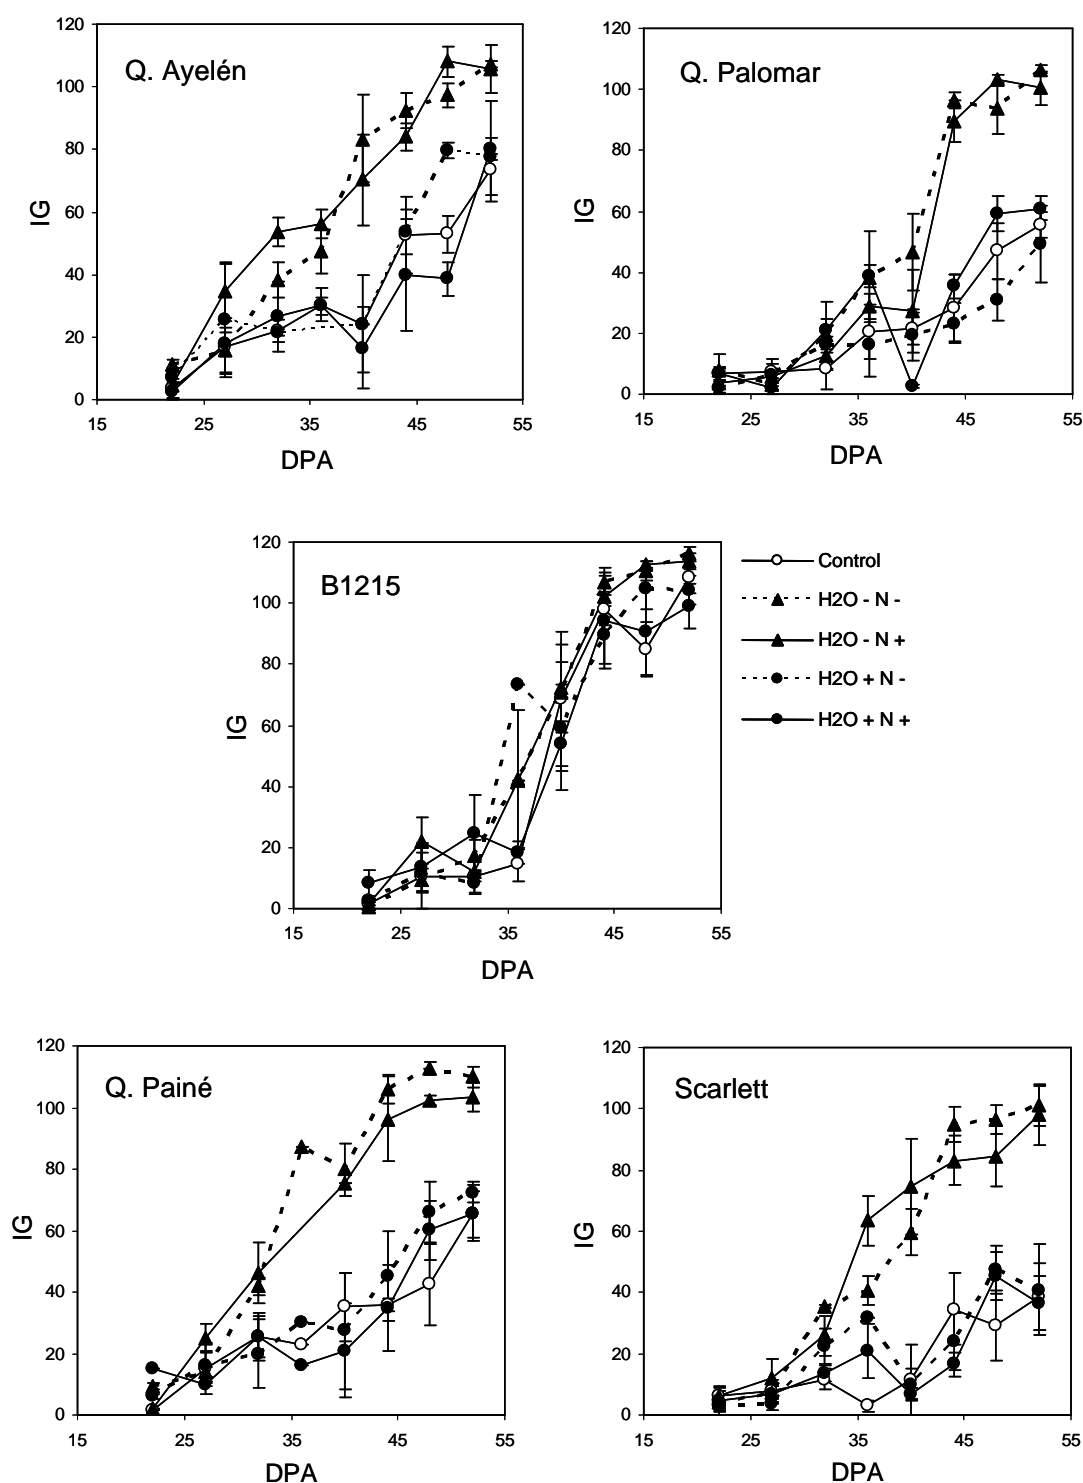 Q. Ayelén
120
100
80
60
40
20
0
IG
15 25 35 45 55
DPA
Q. Palomar
120
100
80
60
40
20
0
IG
15 25 35 45 55
DPA
B1215
120
100
80
60
40
20
0
IG
15 25 35 45 55
DPA
Control
H2O - N -
H2O - N +
H2O + N -
H2O + N +
Q. Painé
120
100
80
60
40
20
0
IG
15 25 35 45 55
DPA
Scarlett
120
100
80
60
40
20
0
IG
15 25 35 45 55
DPA